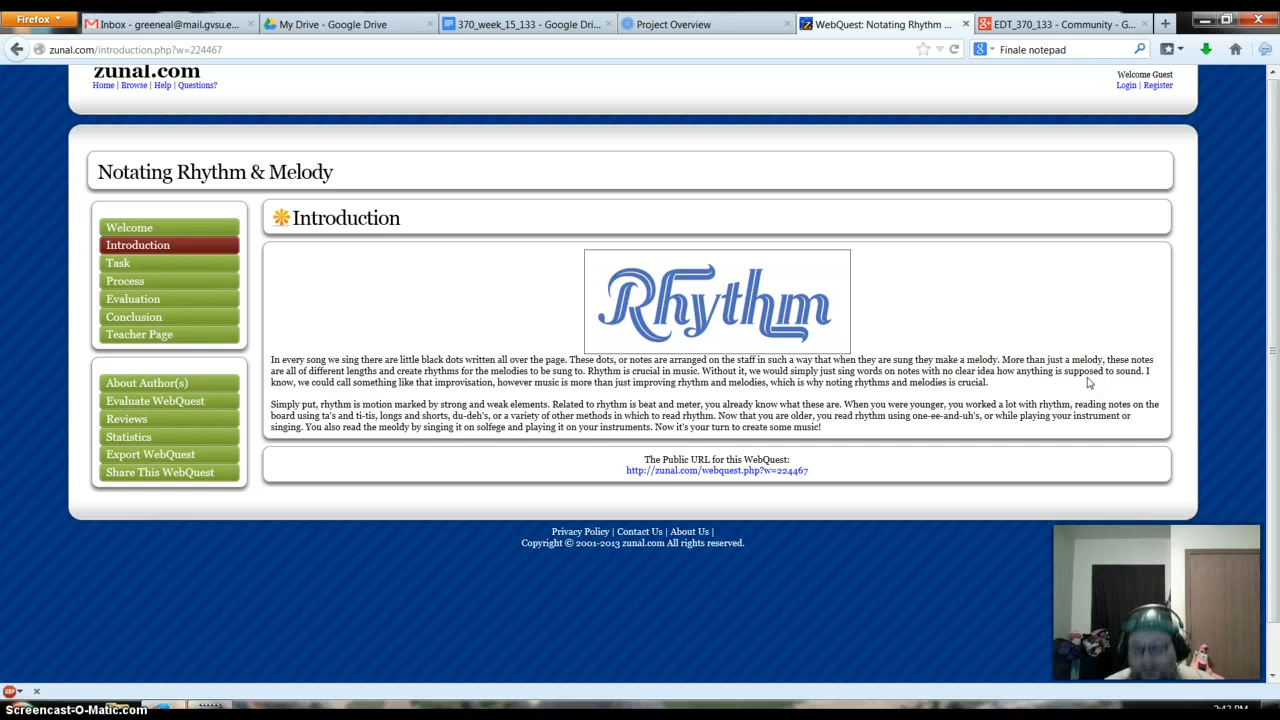 Firefox
Inbox - greeneal@mail.gvsu.e...
My Drive - Google Drive
370_week_15_133 - Google Dri...
Project Overview
WebQuest: Notating Rhythm ...
EDT_370_133 - Community - G...
zunal.com/introduction.php?w=224467
Finale notepad
zunal.com
Home | Browse | Help | Questions?
Welcome Guest
Login | Register
Notating Rhythm & Melody
Welcome
Introduction
Task
Process
Evaluation
Conclusion
Teacher Page
About Author(s)
Evaluate WebQuest
Reviews
Statistics
Export WebQuest
Share This WebQuest
Introduction
Rhythm
In every song we sing there are little black dots written all over the page. These dots, or notes are arranged on the staff in such a way that when they are sung they make a melody. More than just a melody, these notes
are all of different lengths and create rhythms for the melodies to be sung to. Rhythm is crucial in music. Without it, we would simply just sing words on notes with no clear idea how anything is supposed to sound. I
know, we could call something like that improvisation, however music is more than just improving rhythm and melodies, which is why noting rhythms and melodies is crucial.
Simply put, rhythm is motion marked by strong and weak elements. Related to rhythm is beat and meter, you already know what these are. When you were younger, you worked a lot with rhythm, reading notes on the
board using ta's and ti-tis, longs and shorts, du-deh's, or a variety of other methods in which to read rhythm. Now that you are older, you read rhythm using one-ee-and-uh's, or while playing your instrument or
singing. You also read the meoldy by singing it on solfege and playing it on your instruments. Now it's your turn to create some music!
The Public URL for this WebQuest:
http://zunal.com/webquest.php?w=224467
Privacy Policy | Contact Us | About Us |
Copyright © 2001-2013 zunal.com All rights reserved.
ABP
Screencast-O-Matic.com